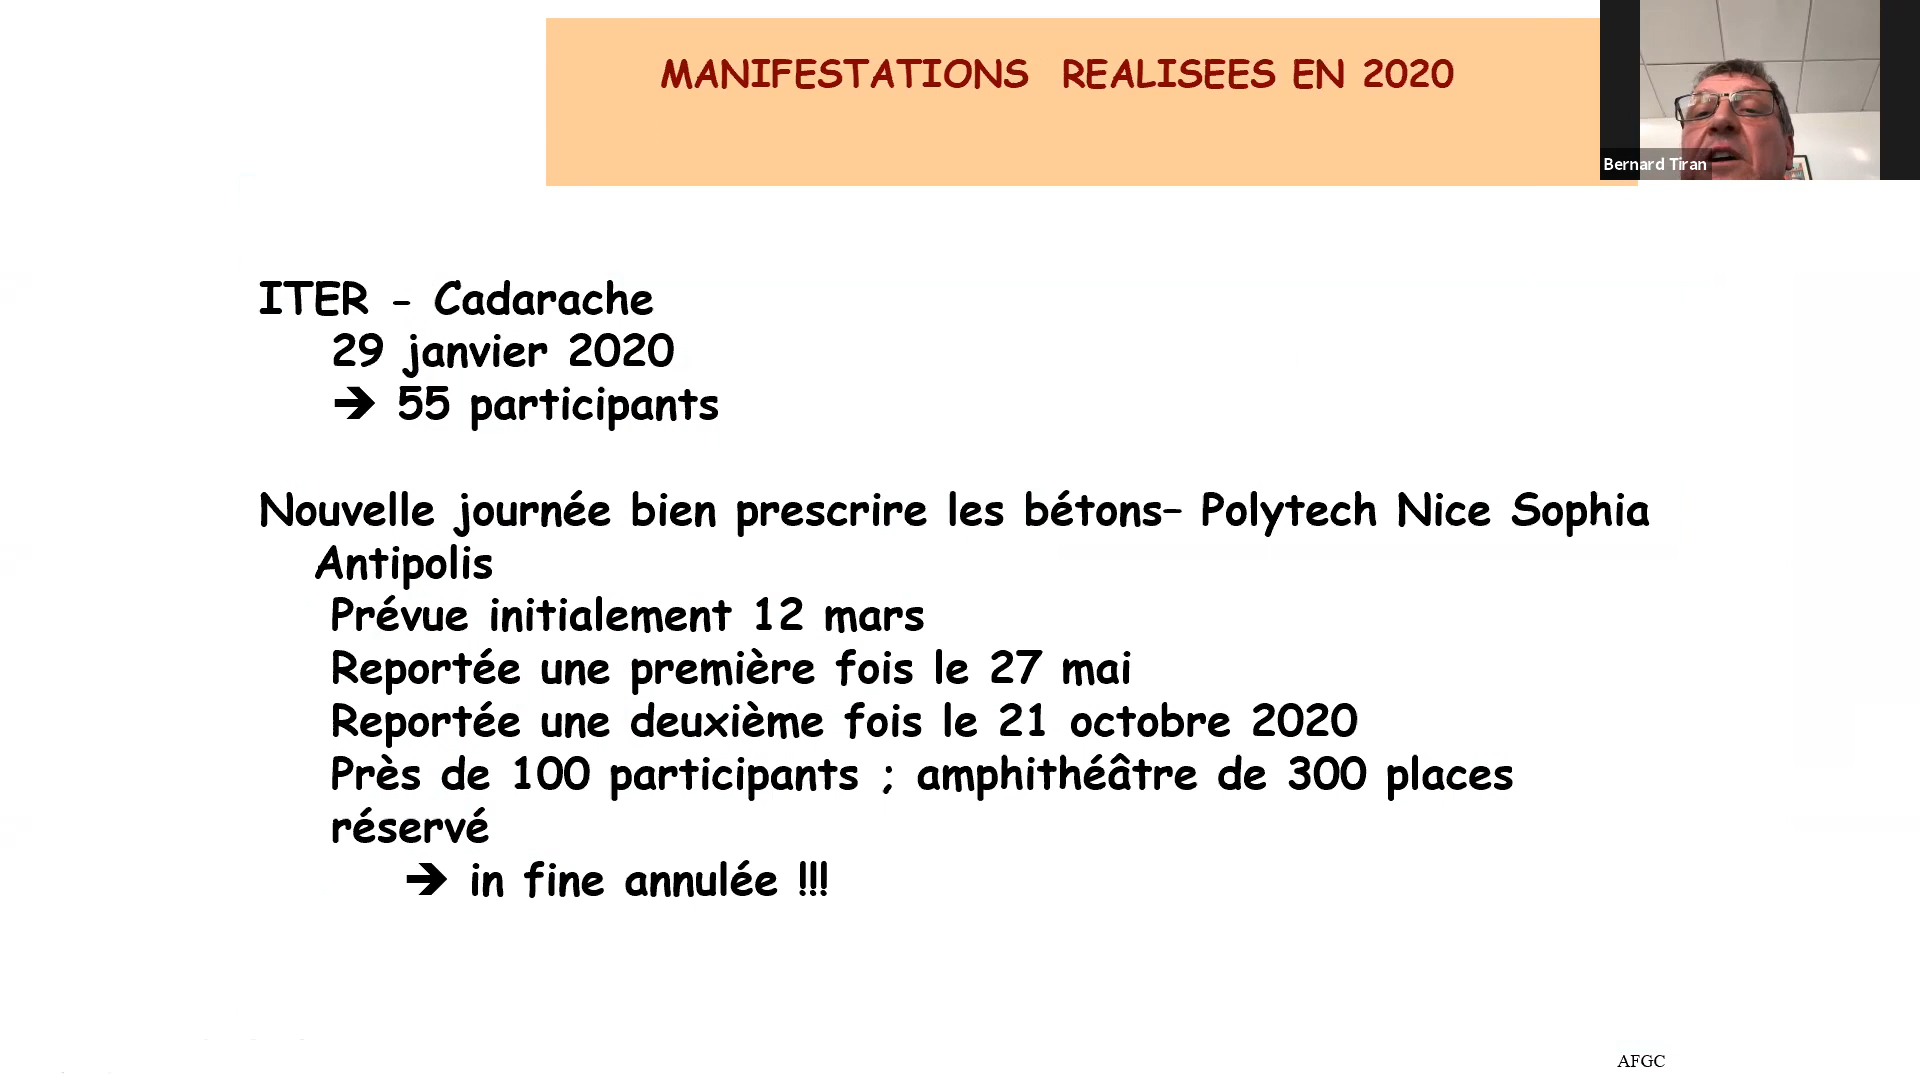 MANIFESTATIONS REALISEES EN 2020
Bernard Tiran
ITER - Cadarache
29 janvier 2020
➔ 55 participants
Nouvelle journée bien prescrire les bétons– Polytech Nice Sophia
Antipolis
Prévue initialement 12 mars
Reportée une première fois le 27 mai
Reportée une deuxième fois le 21 octobre 2020
Près de 100 participants ; amphithéâtre de 300 places
réservé
➔ in fine annulée !!!
AFGC